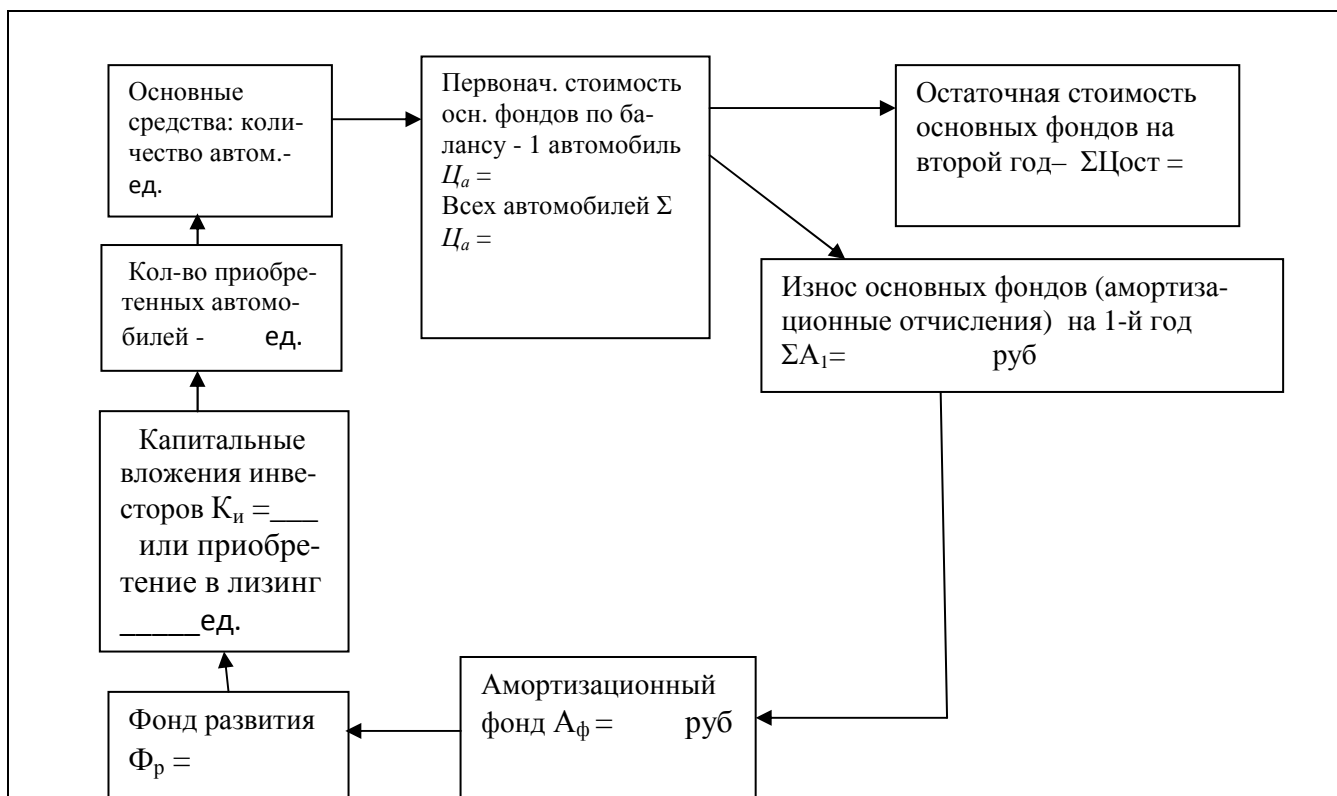 Основные
средства: коли-
чество автом.-
ед.
Первонач. стоимость
осн. фондов по ба-
лансу - 1 автомобиль
Цₐ =
Всех автомобилей Σ
Цₐ =
Остаточная стоимость
основных фондов на
второй год– ΣЦост =
Кол-во приобре-
тенных автомо-
билей - ед.
Износ основных фондов (амортиза-
ционные отчисления) на 1-й год
ΣА₁= руб
Капитальные
вложения инве-
сторов Kи =___
или приобре-
тение в лизинг
_____ед.
Амортизационный
фонд Аф = руб
Фонд развития
Фр =